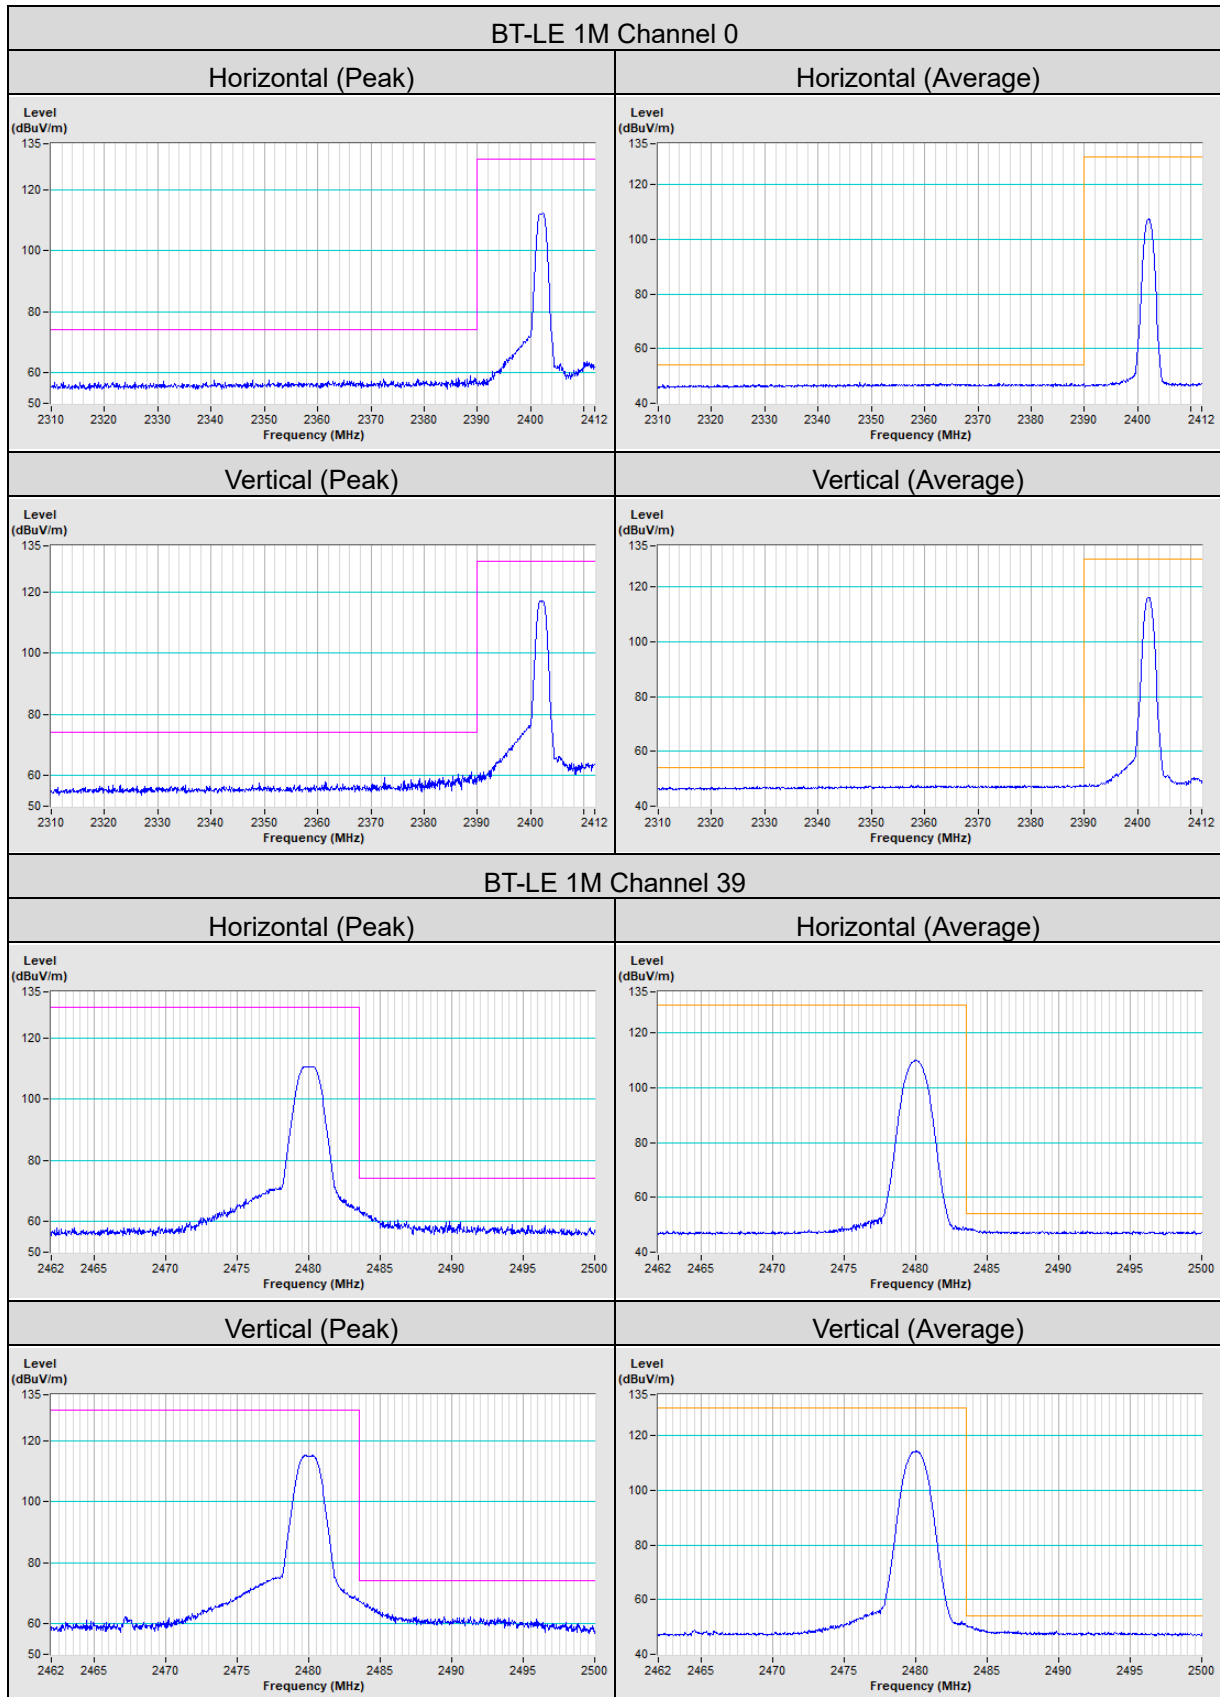 BT-LE 1M Channel 0
Horizontal (Peak)
Horizontal (Average)
Level
(dBuV/m)
135
120
100
80
60
50
2310 2320 2330 2340 2350 2360 2370 2380 2390 2400 2412
Frequency (MHz)
Level
(dBuV/m)
135
120
100
80
60
40
2310 2320 2330 2340 2350 2360 2370 2380 2390 2400 2412
Frequency (MHz)
Vertical (Peak)
Vertical (Average)
Level
(dBuV/m)
135
120
100
80
60
50
2310 2320 2330 2340 2350 2360 2370 2380 2390 2400 2412
Frequency (MHz)
Level
(dBuV/m)
135
120
100
80
60
40
2310 2320 2330 2340 2350 2360 2370 2380 2390 2400 2412
Frequency (MHz)
BT-LE 1M Channel 39
Horizontal (Peak)
Horizontal (Average)
Level
(dBuV/m)
135
120
100
80
60
50
2462 2465 2470 2475 2480 2485 2490 2495 2500
Frequency (MHz)
Level
(dBuV/m)
135
120
100
80
60
40
2462 2465 2470 2475 2480 2485 2490 2495 2500
Frequency (MHz)
Vertical (Peak)
Vertical (Average)
Level
(dBuV/m)
135
120
100
80
60
50
2462 2465 2470 2475 2480 2485 2490 2495 2500
Frequency (MHz)
Level
(dBuV/m)
135
120
100
80
60
40
2462 2465 2470 2475 2480 2485 2490 2495 2500
Frequency (MHz)